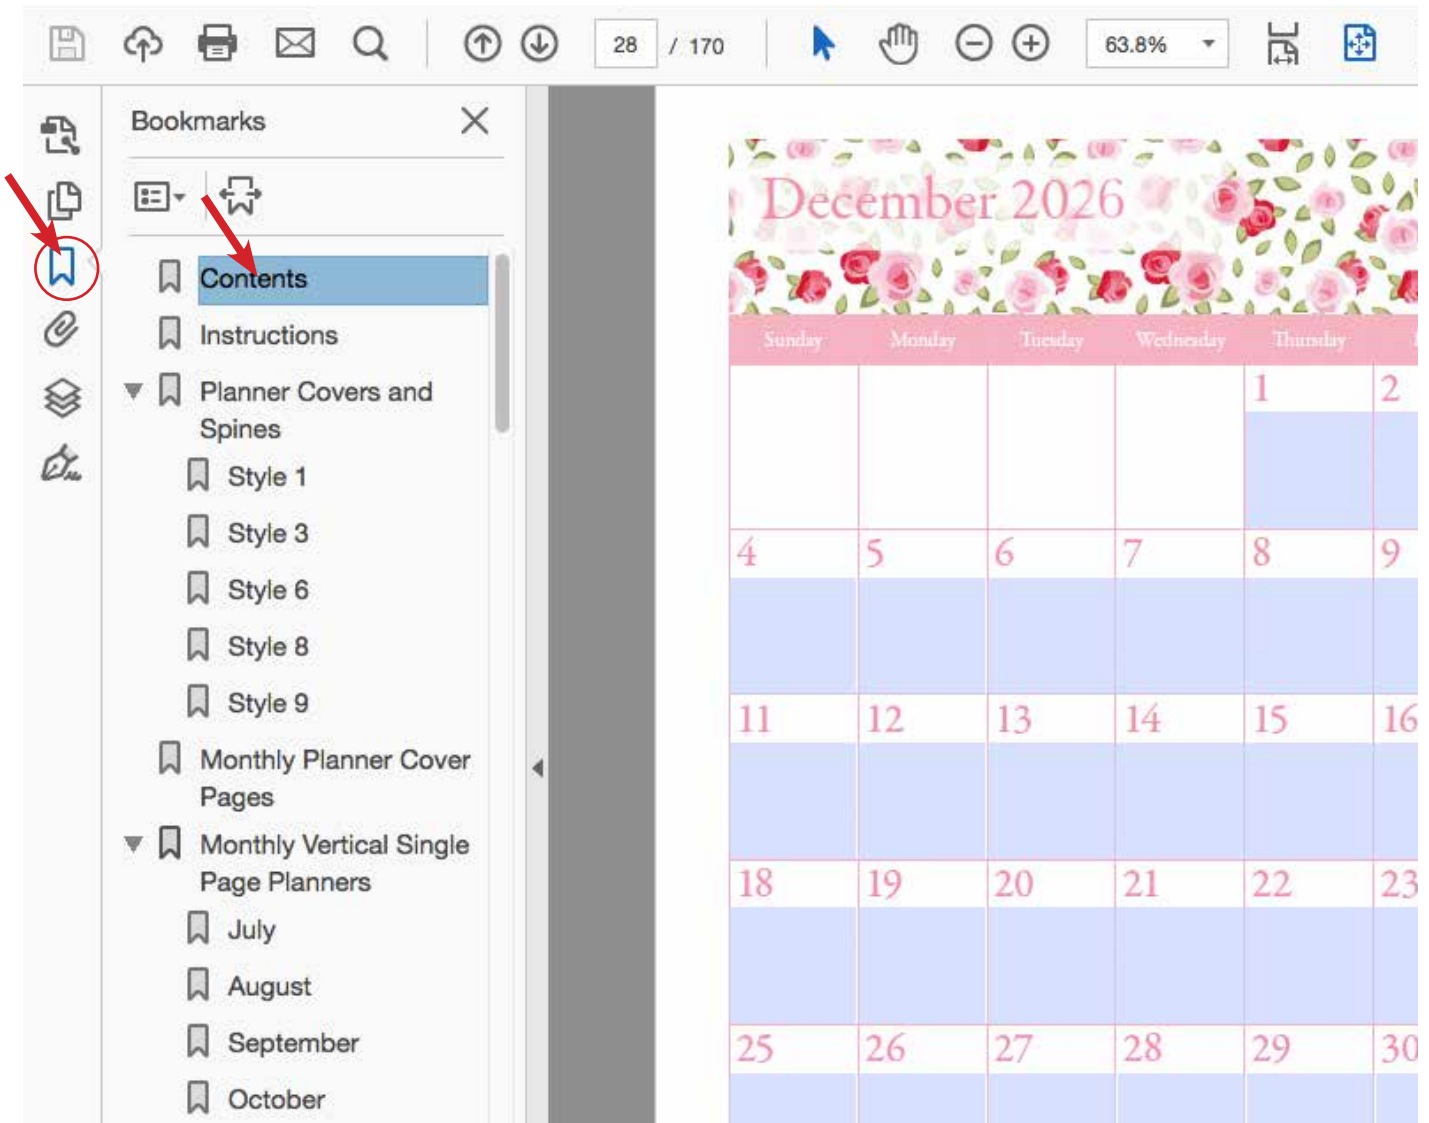 28 / 170
63.8%
Bookmarks
Contents
Instructions
Planner Covers and
Spines
Style 1
Style 3
Style 6
Style 8
Style 9
Monthly Planner Cover
Pages
Monthly Vertical Single
Page Planners
July
August
September
October
December 2026
Sunday Monday Tuesday Wednesday Thursday
1 2
4 5 6 7 8 9
11 12 13 14 15 16
18 19 20 21 22 23
25 26 27 28 29 30